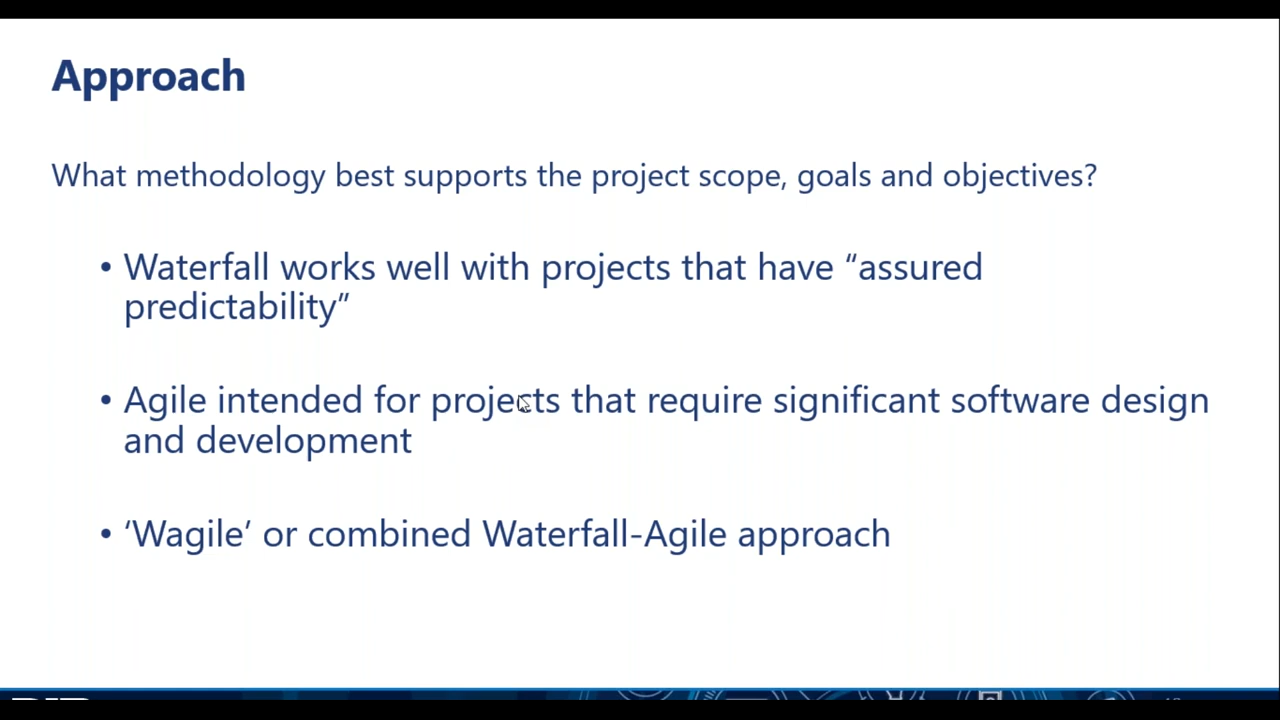 Approach
What methodology best supports the project scope, goals and objectives?
• Waterfall works well with projects that have “assured
predictability”
• Agile intended for projects that require significant software design
and development
• ‘Wagile’ or combined Waterfall-Agile approach